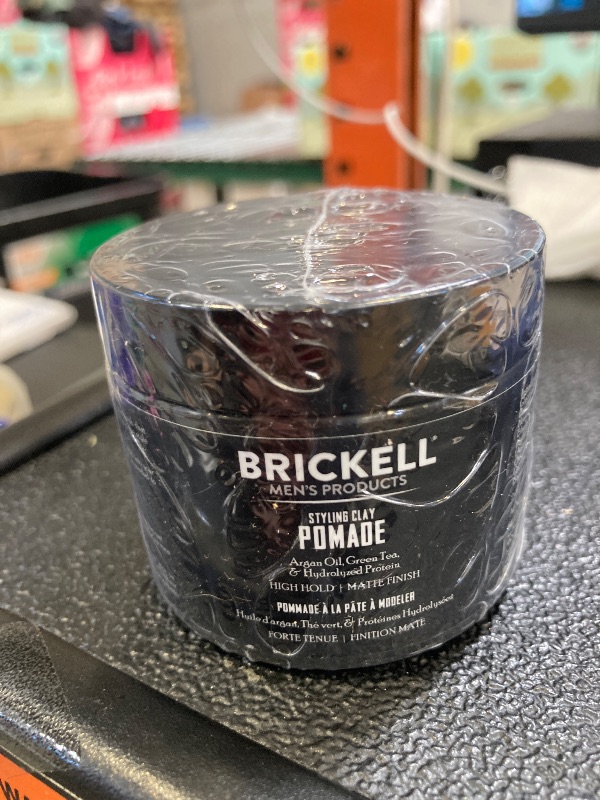 BRICKELL
MEN'S PRODUCTS
STYLING CLAY
POMADE
Argan Oil, Green Tea,
& Hydrolyzed Protein
HIGH HOLD | MATTE FINISH
POMMADE À LA PÂTE À MODELER
Huile d'argan, Thé vert, & Protéines Hydrolysées
FORTE TENUE | FINITION MATE